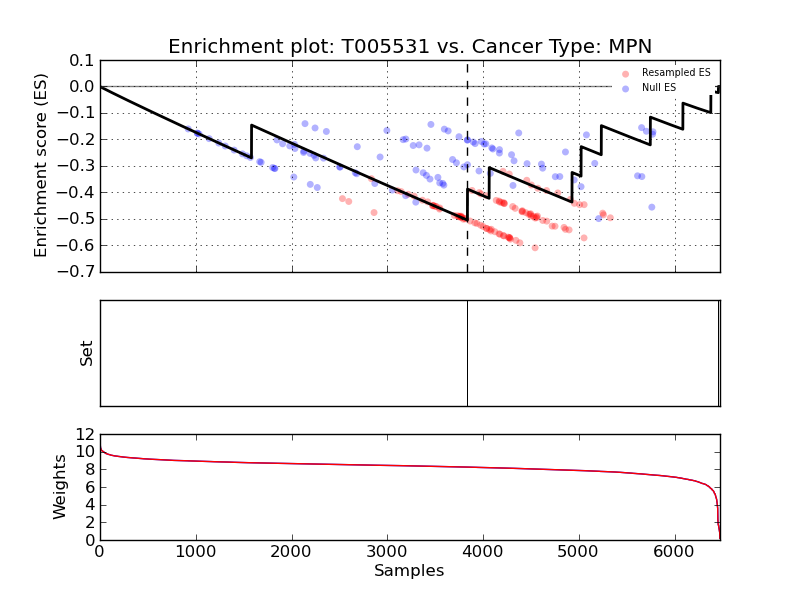 Enrichment plot: T005531 vs. Cancer Type: MPN
Enrichment score (ES)
0.1
0.0
−0.1
−0.2
−0.3
−0.4
−0.5
−0.6
−0.7
Resampled ES
Null ES
Set
Weights
12
10
8
6
4
2
0
0 1000 2000 3000 4000 5000 6000
Samples